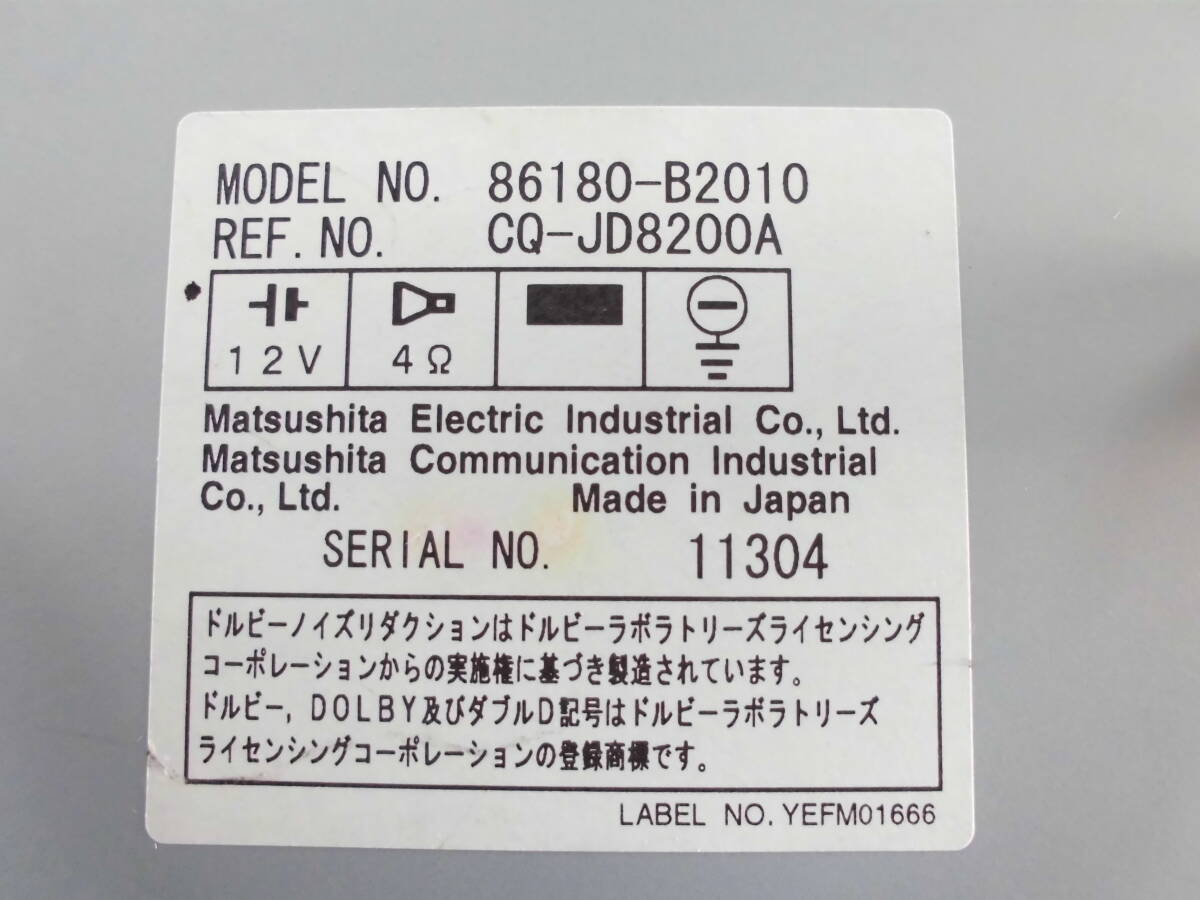 MODEL NO. 86180-B2010
REF. NO. CQ-JD8200A
12V 4Ω
Matsushita Electric Industrial Co., Ltd.
Matsushita Communication Industrial
Co., Ltd. Made in Japan
SERIAL NO. 11304
ドルビーノイズリダクションはドルビーラボラトリーズライセンシング
コーポレーションからの実施権に基づき製造されています。
ドルビー, DOLBY及びダブルD記号はドルビーラボラトリーズ
ライセンシングコーポレーションの登録商標です。
LABEL NO. YEFM01666